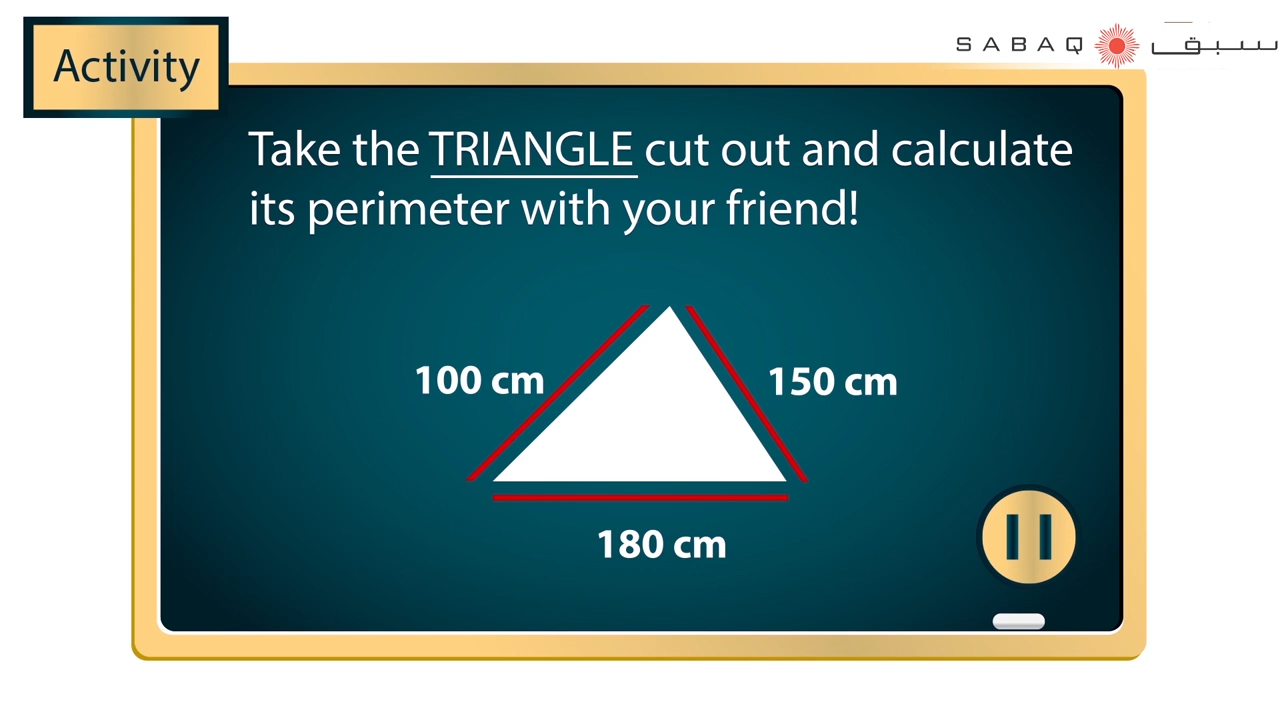 Activity
SABAQ سبق
Take the TRIANGLE cut out and calculate
its perimeter with your friend!
100 cm
150 cm
180 cm